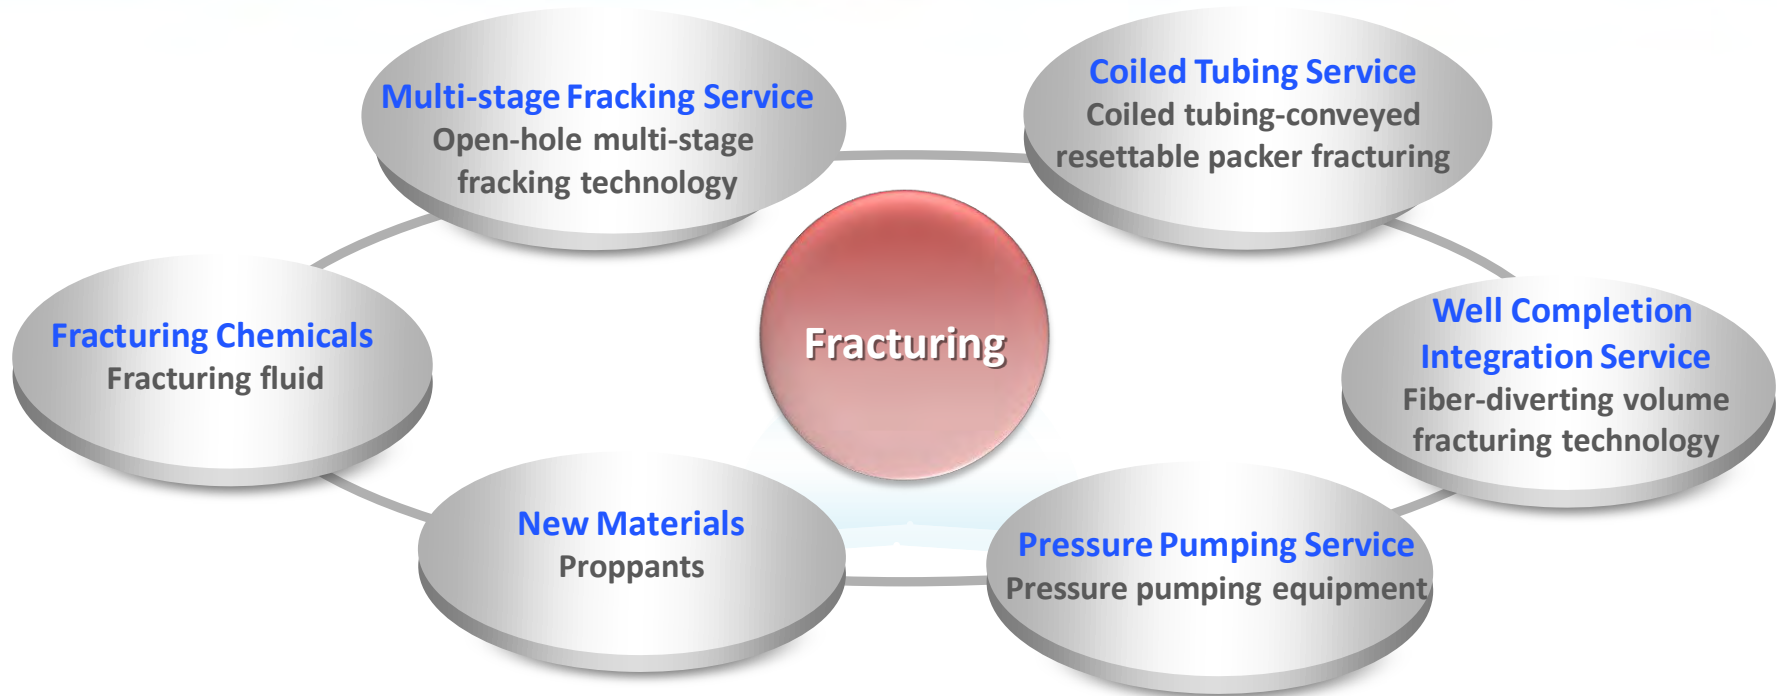 Multi-stage Fracking Service
Open-hole multi-stage
fracking technology
Coiled Tubing Service
Coiled tubing-conveyed
resettable packer fracturing
Fracturing
Fracturing Chemicals
Fracturing fluid
Well Completion
Integration Service
Fiber-diverting volume
fracturing technology
New Materials
Proppants
Pressure Pumping Service
Pressure pumping equipment